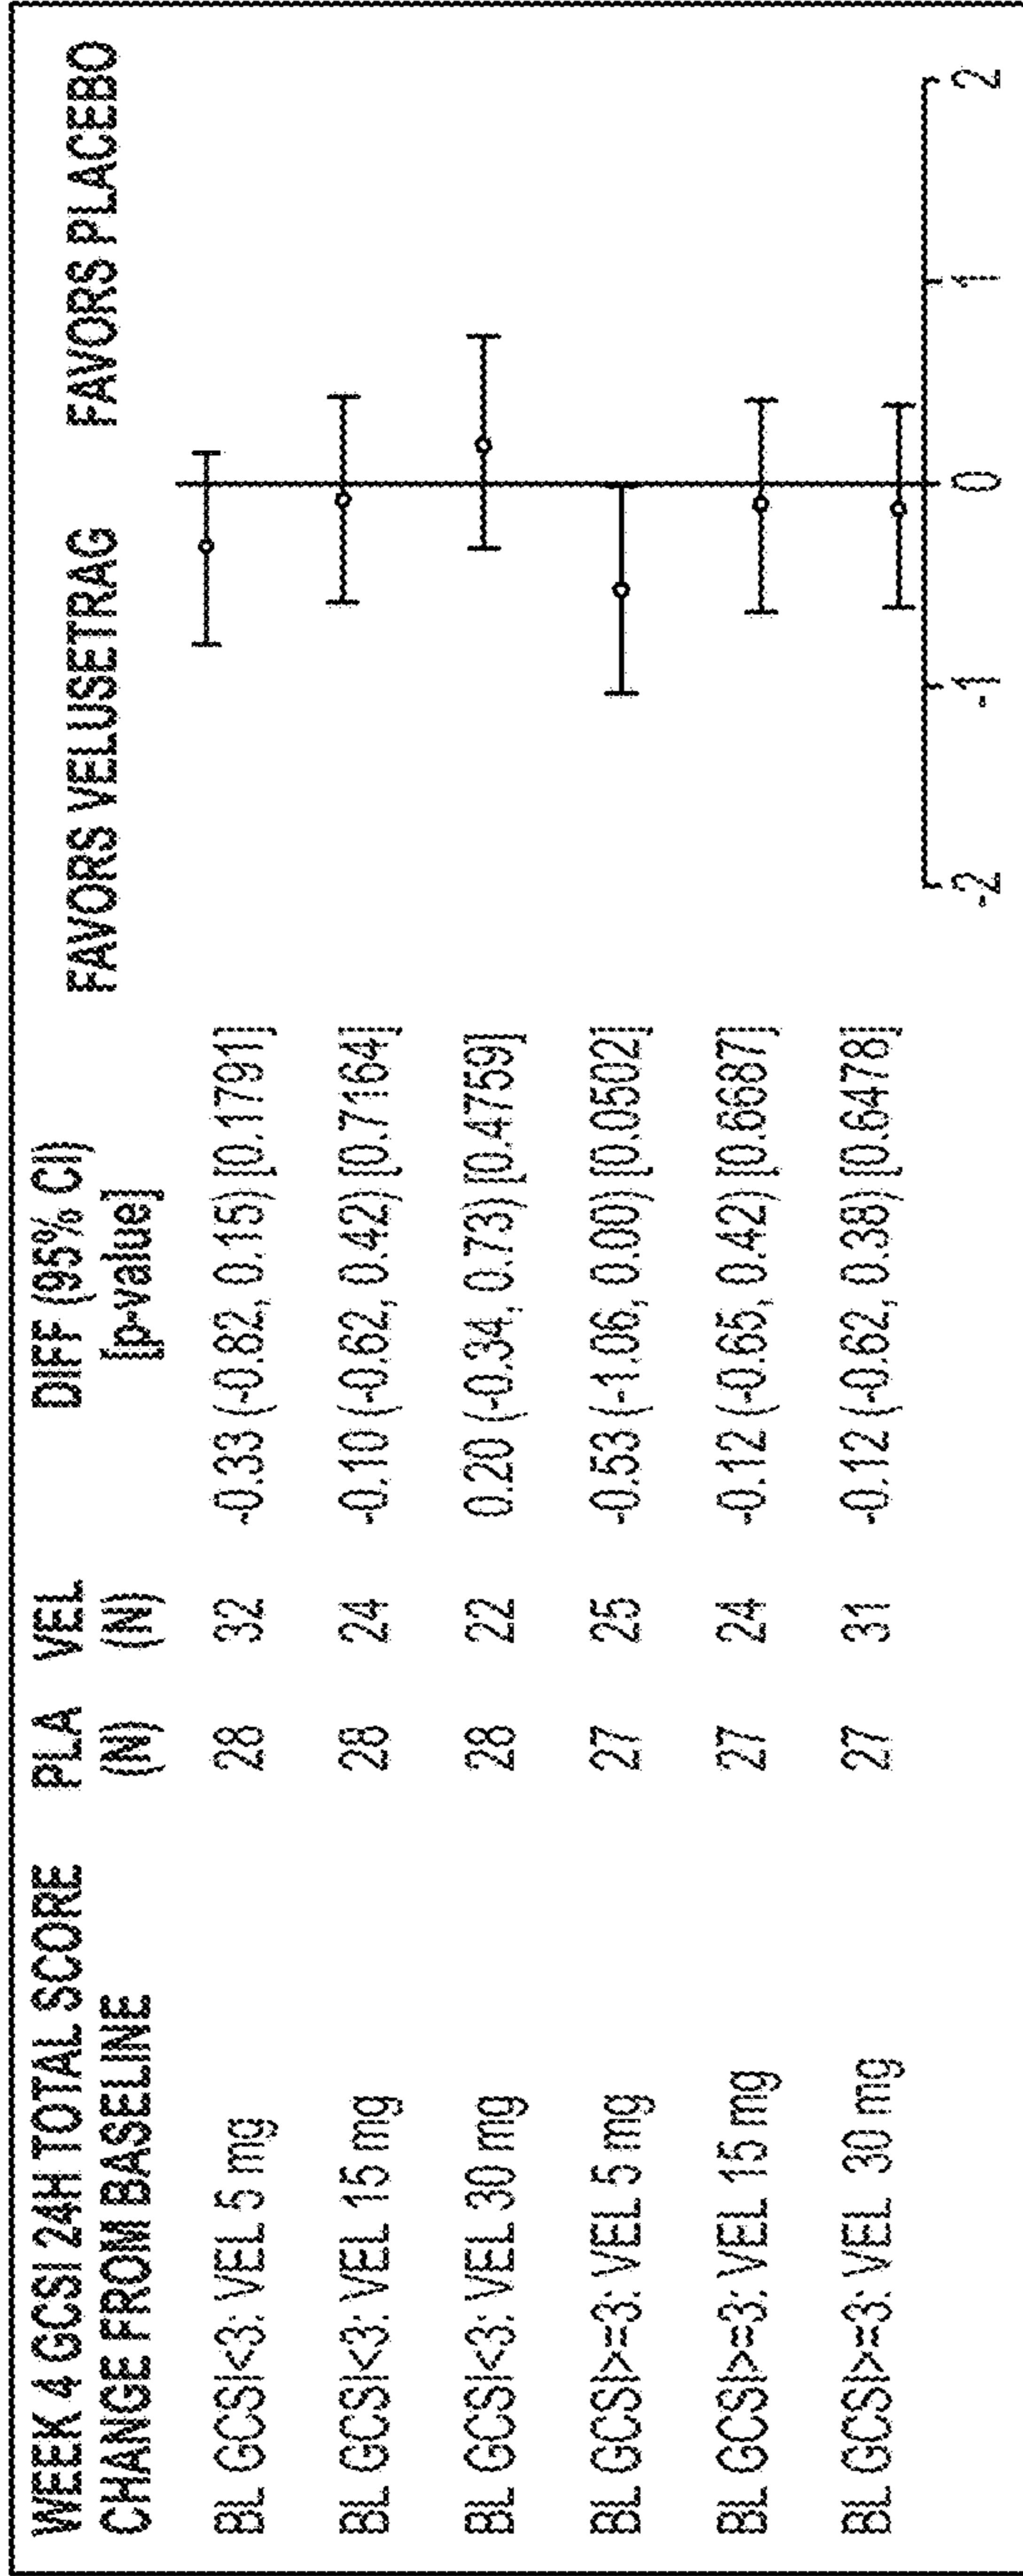 WEEK 4 GCSI 24H TOTAL SCORE PLA VEL DIFF (95% CI) FAVORS VELUSETRAG FAVORS PLACEBO
CHANGE FROM BASELINE (N) (N) [p-value]
BL GCSI<3: VEL 5 mg 28 32 -0.33 (-0.82, 0.15) [0.1791]
BL GCSI<3: VEL 15 mg 28 24 -0.10 (-0.62, 0.42) [0.7164]
BL GCSI<3: VEL 30 mg 28 22 0.20 (-0.34, 0.73) [0.4759]
BL GCSI>=3: VEL 5 mg 27 25 -0.53 (-1.06, 0.00) [0.0502]
BL GCSI>=3: VEL 15 mg 27 24 -0.12 (-0.65, 0.42) [0.6687]
BL GCSI>=3: VEL 30 mg 27 31 -0.12 (-0.62, 0.38) [0.6478]
-2 -1 0 1 2